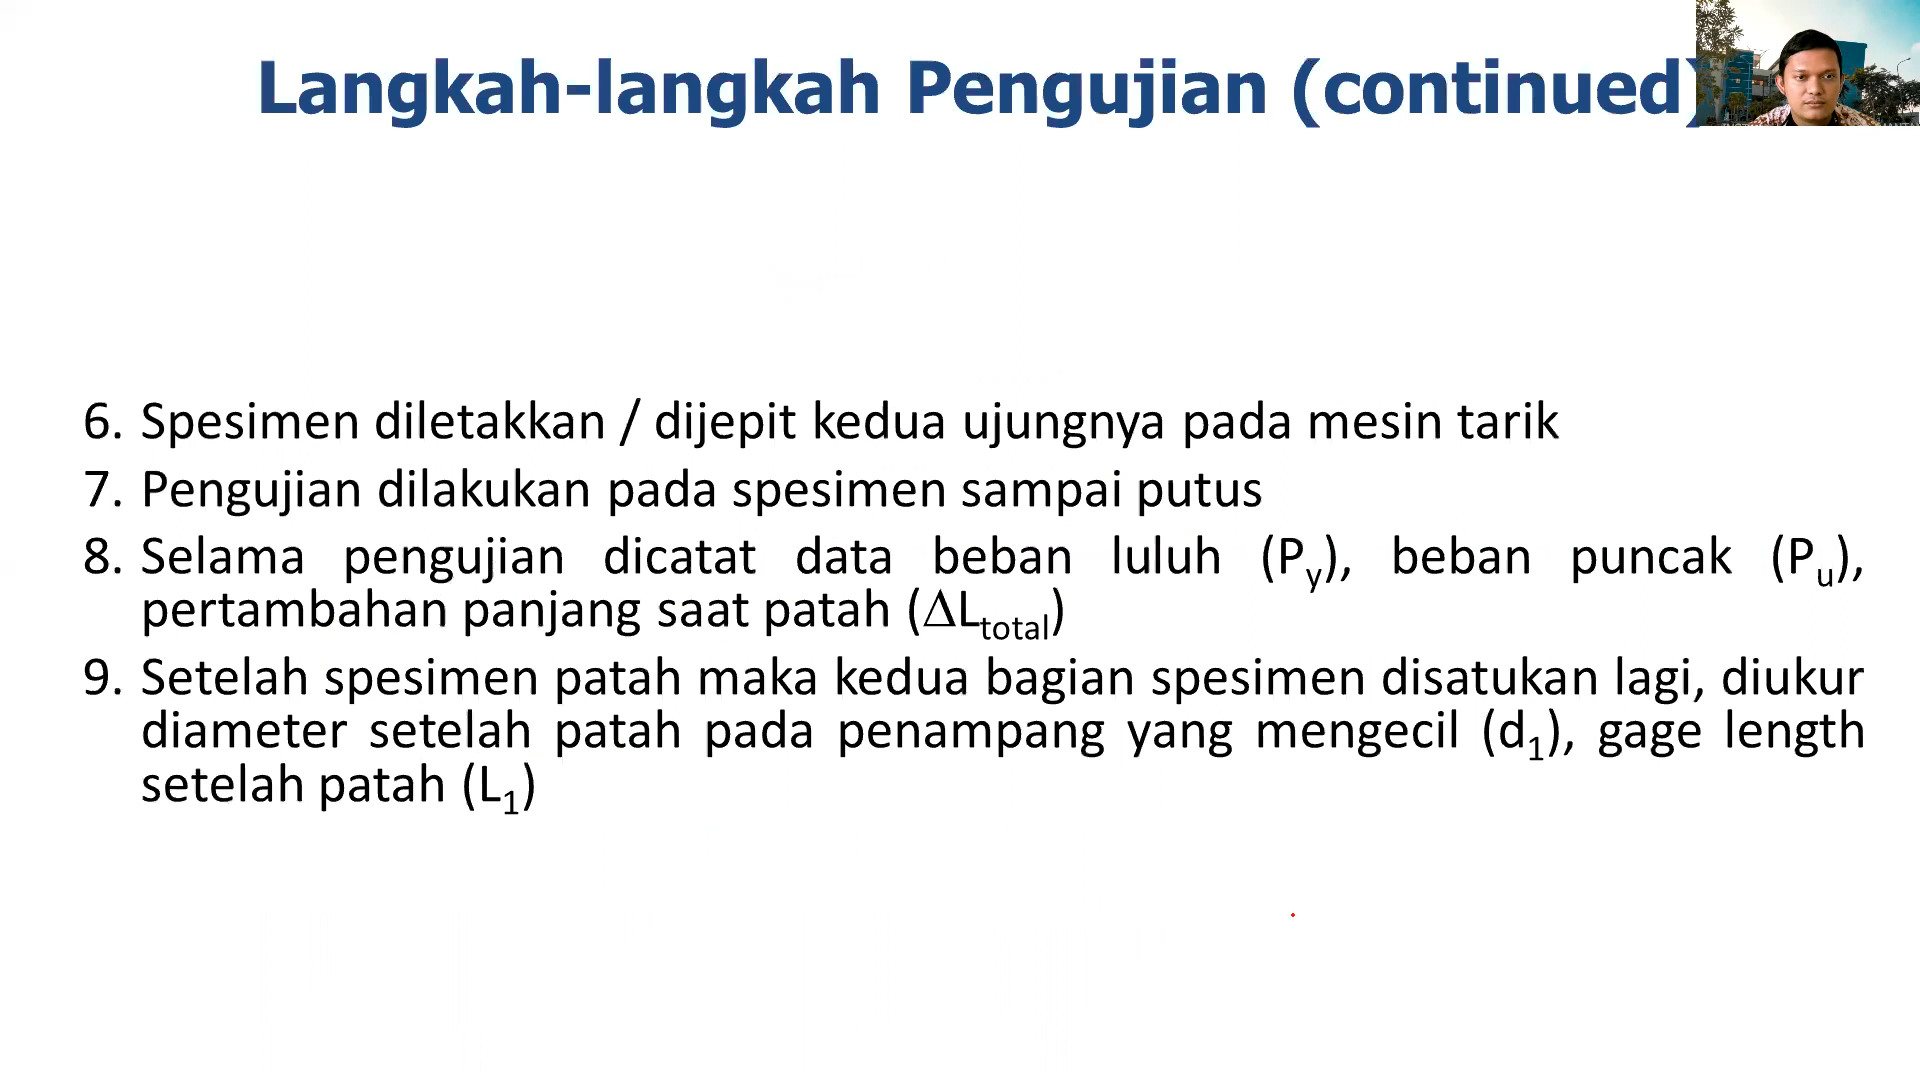 Langkah-langkah Pengujian (continued)
6. Spesimen diletakkan / dijepit kedua ujungnya pada mesin tarik
7. Pengujian dilakukan pada spesimen sampai putus
8. Selama pengujian dicatat data beban luluh (Py), beban puncak (Pu),
pertambahan panjang saat patah (ΔLtotal)
9. Setelah spesimen patah maka kedua bagian spesimen disatukan lagi, diukur
diameter setelah patah pada penampang yang mengecil (d1), gage length
setelah patah (L1)